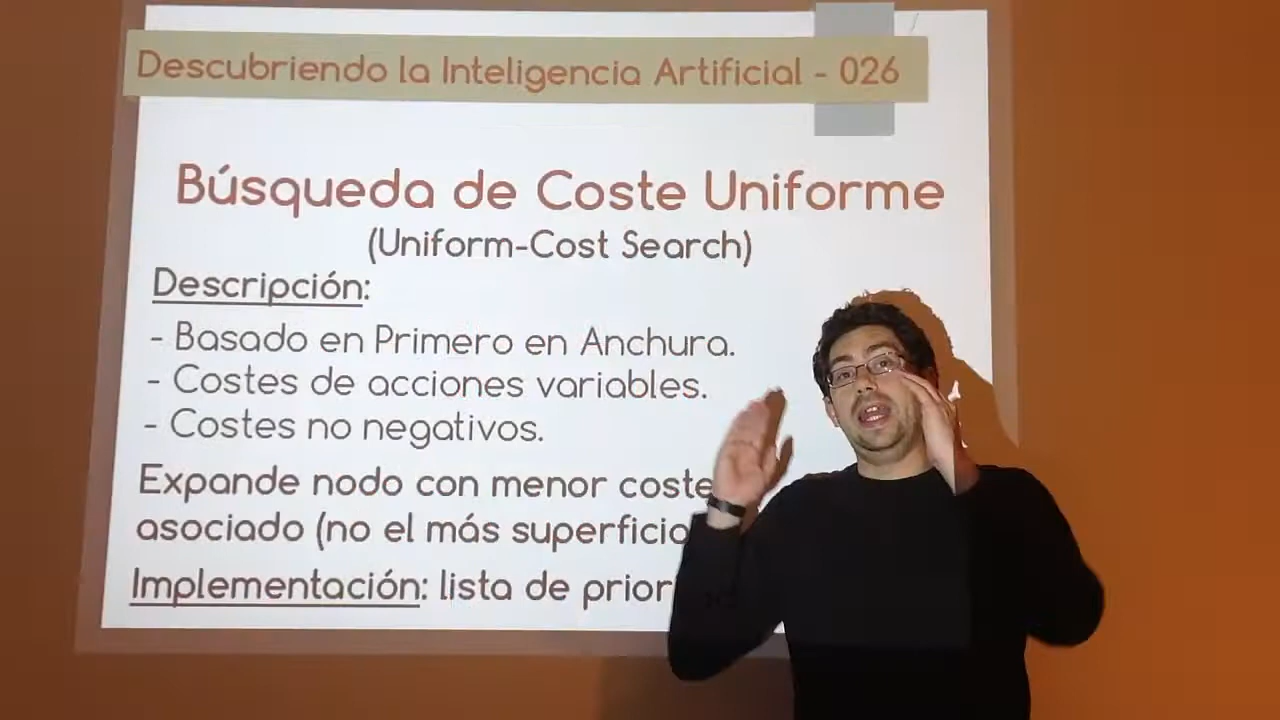 Descubriendo la Inteligencia Artificial - 026
Búsqueda de Coste Uniforme
(Uniform-Cost Search)
Descripción:
- Basado en Primero en Anchura.
- Costes de acciones variables.
- Costes no negativos.
Expande nodo con menor coste
asociado (no el más
Implementación: lista de